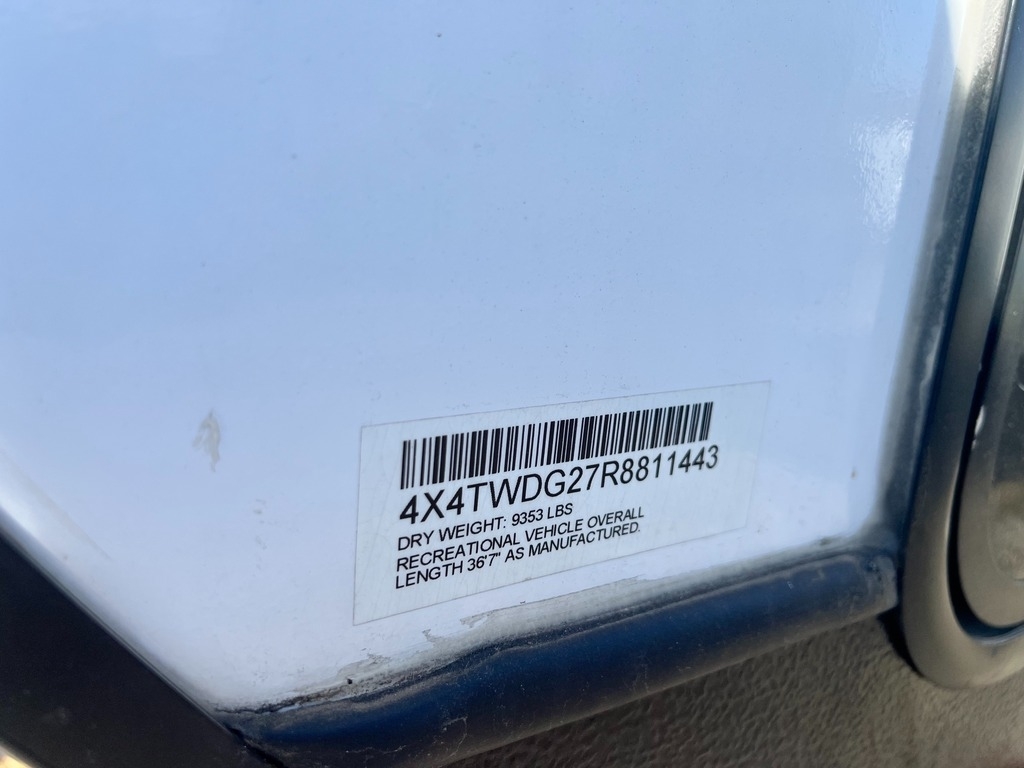 4X4TWDG27R8811443
DRY WEIGHT: 9353 LBS
RECREATIONAL VEHICLE OVERALL
LENGTH 36'7" AS MANUFACTURED.